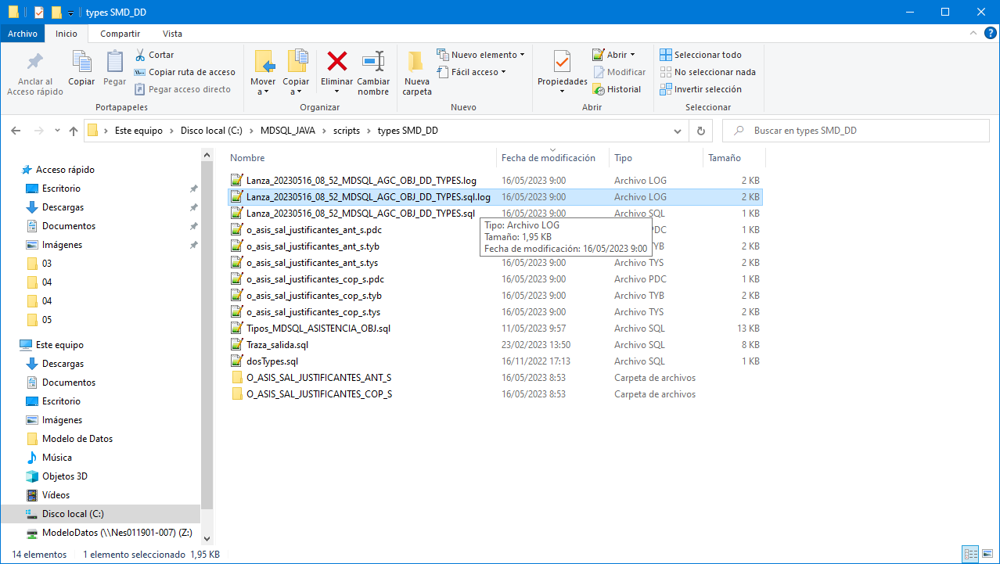 types SMD_DD
Archivo Inicio Compartir Vista
Anclar al Acceso rápido
Copiar
Pegar
Cortar
Copiar ruta de acceso
Pegar acceso directo
Portapapeles
Mover a
Copiar a
Eliminar
Cambiar nombre
Organizar
Nueva carpeta
Nuevo elemento
Fácil acceso
Nuevo
Propiedades
Abrir
Modificar
Historial
Abrir
Seleccionar todo
No seleccionar nada
Invertir selección
Seleccionar
Este equipo > Disco local (C:) > MDSQL_JAVA > scripts > types SMD_DD
Buscar en types SMD_DD
Acceso rápido
Escritorio
Descargas
Documentos
Imágenes
03
04
04
05
Este equipo
Descargas
Documentos
Escritorio
Imágenes
Modelo de Datos
Música
Objetos 3D
Vídeos
Disco local (C:)
ModeloDatos (\\Nes011901-007) (Z:)
Nombre Fecha de modificación Tipo Tamaño
Lanza_20230516_08_52_MDSQL_AGC_OBJ_DD_TYPES.log 16/05/2023 9:00 Archivo LOG 2 KB
Lanza_20230516_08_52_MDSQL_AGC_OBJ_DD_TYPES.sql.log 16/05/2023 9:00 Archivo LOG 2 KB
Lanza_20230516_08_52_MDSQL_AGC_OBJ_DD_TYPES.sql 16/05/2023 9:00 Archivo SQL 1 KB
o_asis_sal_justificantes_ant_s.pdc PDC 1 KB
o_asis_sal_justificantes_ant_s.tyb TYB 2 KB
o_asis_sal_justificantes_ant_s.tys 16/05/2023 9:00 Archivo TYS 2 KB
o_asis_sal_justificantes_cop_s.pdc 16/05/2023 9:00 Archivo PDC 1 KB
o_asis_sal_justificantes_cop_s.tyb 16/05/2023 9:00 Archivo TYB 2 KB
o_asis_sal_justificantes_cop_s.tys 16/05/2023 9:00 Archivo TYS 2 KB
Tipos_MDSQL_ASISTENCIA_OBJ.sql 11/05/2023 9:57 Archivo SQL 13 KB
Traza_salida.sql 23/02/2023 13:50 Archivo SQL 8 KB
dosTypes.sql 16/11/2022 17:13 Archivo SQL 1 KB
O_ASIS_SAL_JUSTIFICANTES_ANT_S 16/05/2023 8:53 Carpeta de archivos
O_ASIS_SAL_JUSTIFICANTES_COP_S 16/05/2023 8:53 Carpeta de archivos
Tipo: Archivo LOG
Tamaño: 1,95 KB
Fecha de modificación: 16/05/2023 9:00
14 elementos 1 elemento seleccionado 1,95 KB